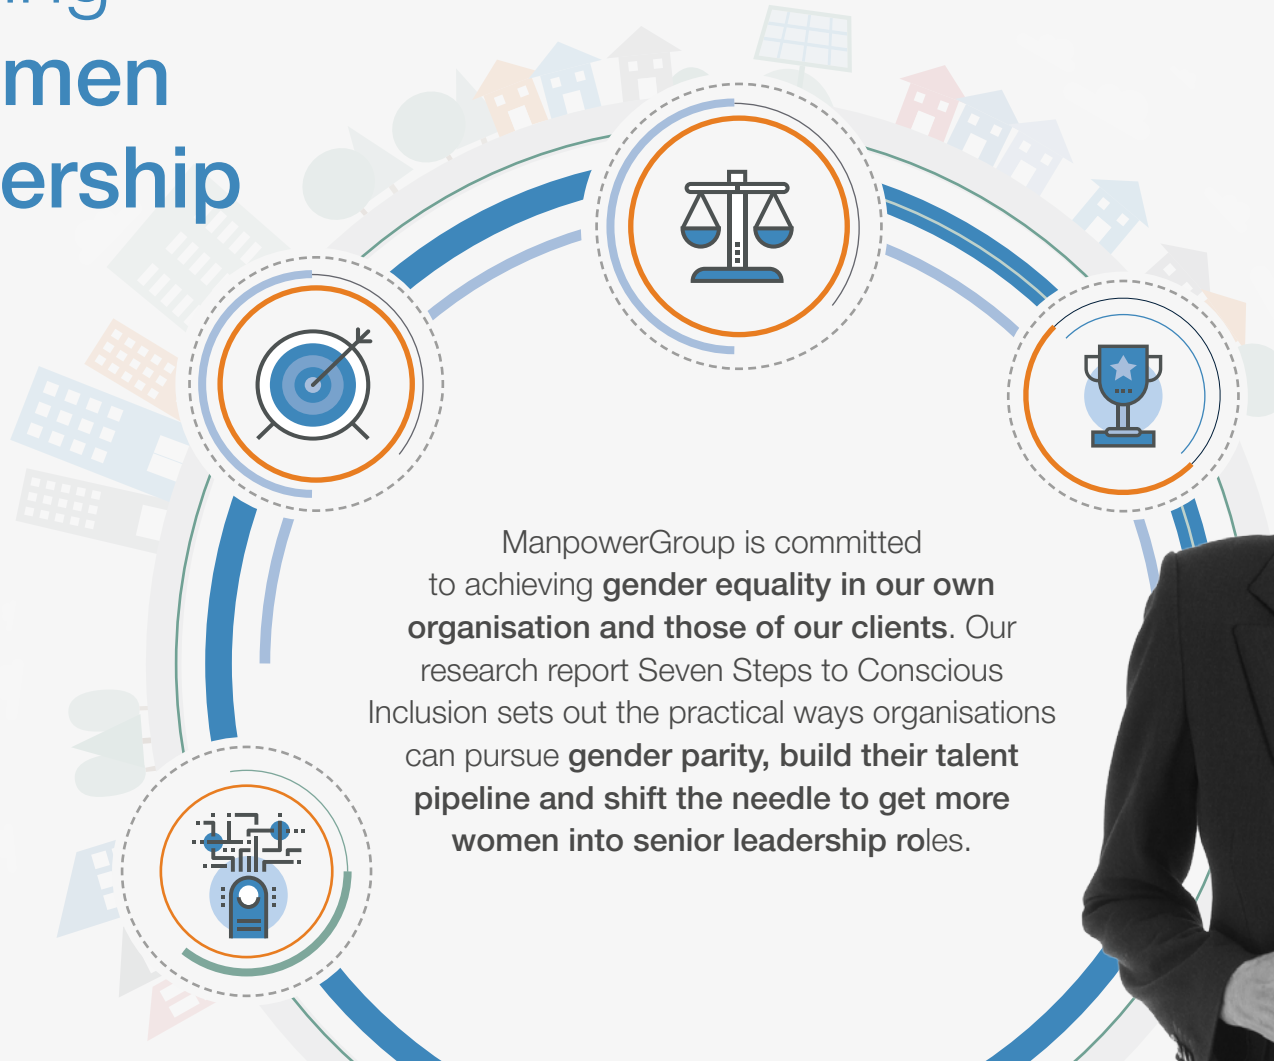 ing
men
ership
ManpowerGroup is committed
to achieving gender equality in our own
organisation and those of our clients. Our
research report Seven Steps to Conscious
Inclusion sets out the practical ways organisations
can pursue gender parity, build their talent
pipeline and shift the needle to get more
women into senior leadership roles.